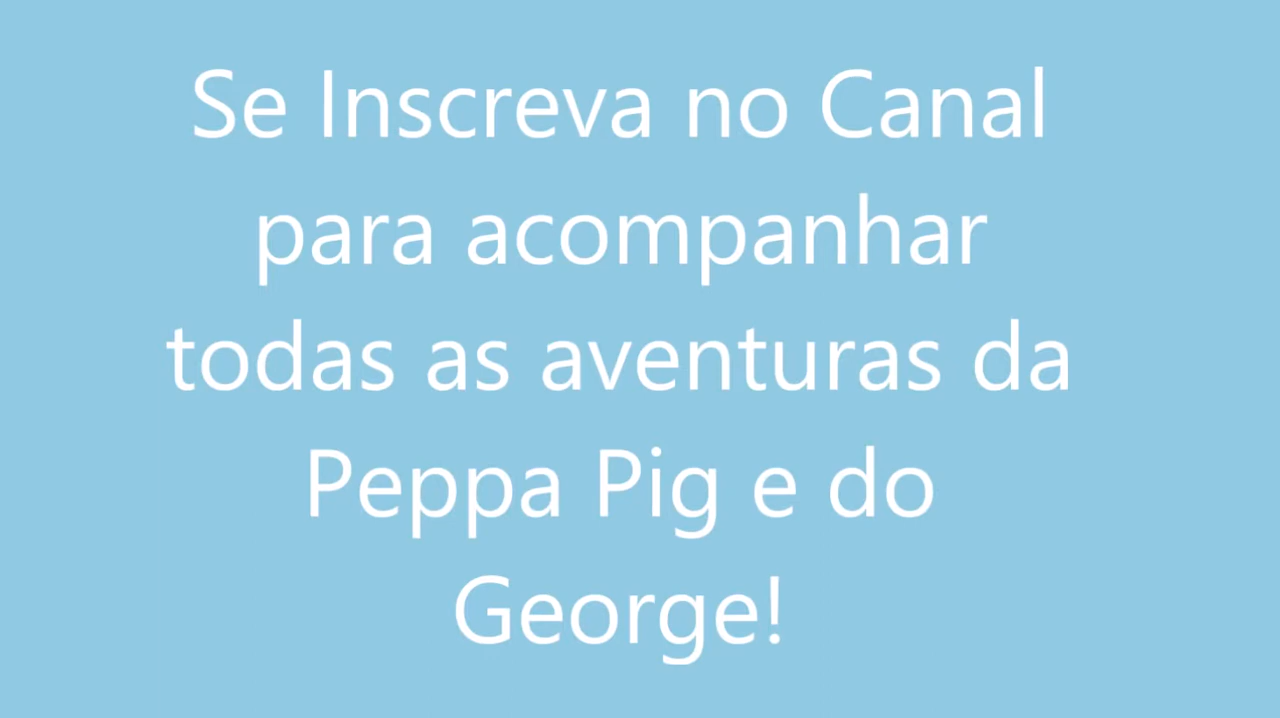 Se Inscreva no Canal
para acompanhar
todas as aventuras da
Peppa Pig e do
George!